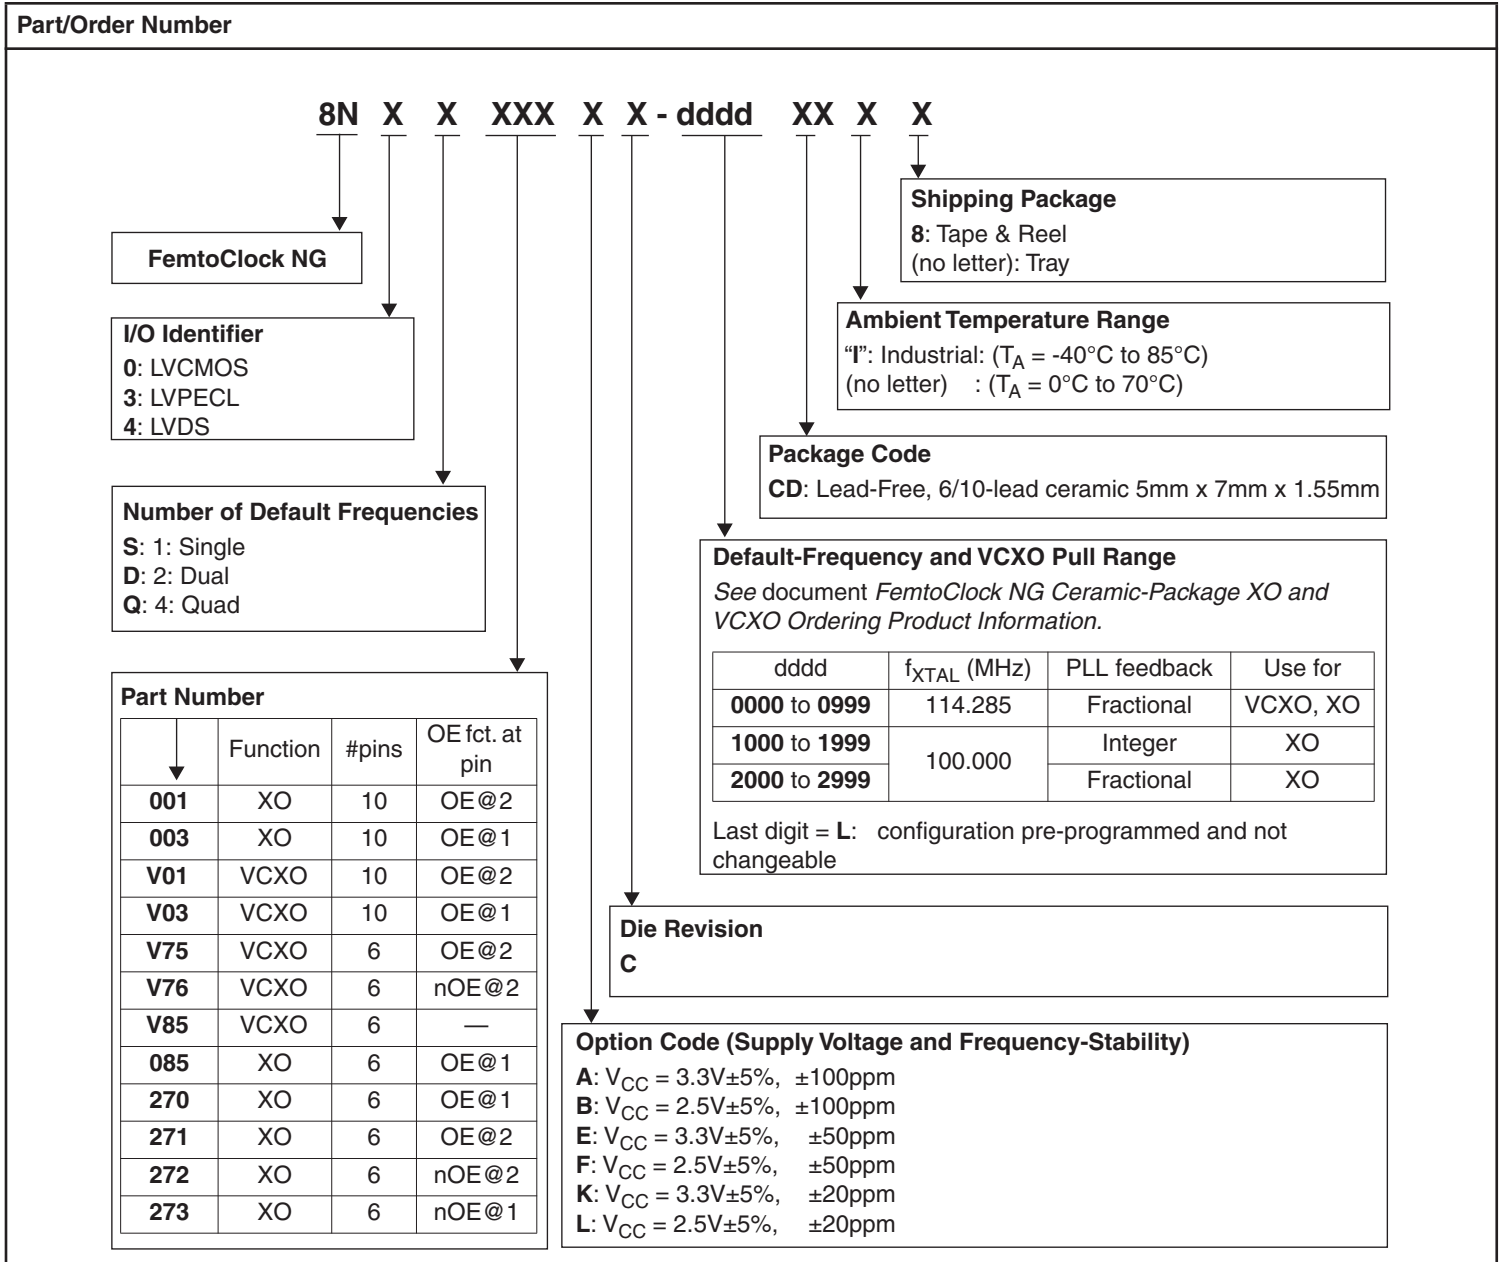 Part/Order Number
8N X X XXX X X - dddd XX X X
Shipping Package
8: Tape & Reel
(no letter): Tray
FemtoClock NG
Ambient Temperature Range
“I”: Industrial: (TA = -40°C to 85°C)
(no letter) : (TA = 0°C to 70°C)
I/O Identifier
0: LVCMOS
3: LVPECL
4: LVDS
Package Code
CD: Lead-Free, 6/10-lead ceramic 5mm x 7mm x 1.55mm
Number of Default Frequencies
S: 1: Single
D: 2: Dual
Q: 4: Quad
Default-Frequency and VCXO Pull Range
See document FemtoClock NG Ceramic-Package XO and
VCXO Ordering Product Information.
dddd fXTAL (MHz) PLL feedback Use for
0000 to 0999 114.285 Fractional VCXO, XO
1000 to 1999 100.000 Integer XO
2000 to 2999 Fractional XO
Last digit = L: configuration pre-programmed and not
changeable
Part Number
Function #pins OE fct. at
pin
001 XO 10 OE@2
003 XO 10 OE@1
V01 VCXO 10 OE@2
V03 VCXO 10 OE@1
V75 VCXO 6 OE@2
V76 VCXO 6 nOE@2
V85 VCXO 6 —
085 XO 6 OE@1
270 XO 6 OE@1
271 XO 6 OE@2
272 XO 6 nOE@2
273 XO 6 nOE@1
Die Revision
C
Option Code (Supply Voltage and Frequency-Stability)
A: VCC = 3.3V±5%, ±100ppm
B: VCC = 2.5V±5%, ±100ppm
E: VCC = 3.3V±5%, ±50ppm
F: VCC = 2.5V±5%, ±50ppm
K: VCC = 3.3V±5%, ±20ppm
L: VCC = 2.5V±5%, ±20ppm